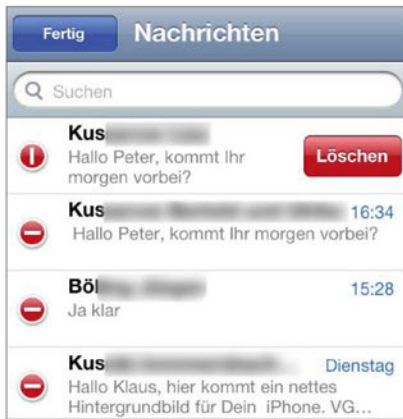 Fertig
Nachrichten
Suchen
Kus
Hallo Peter, kommt Ihr
morgen vorbei?
Löschen
Kus 16:34
Hallo Peter, kommt Ihr morgen vorbei?
Böl 15:28
Ja klar
Kus Dienstag
Hallo Klaus, hier kommt ein nettes
Hintergrundbild für Dein iPhone. VG...